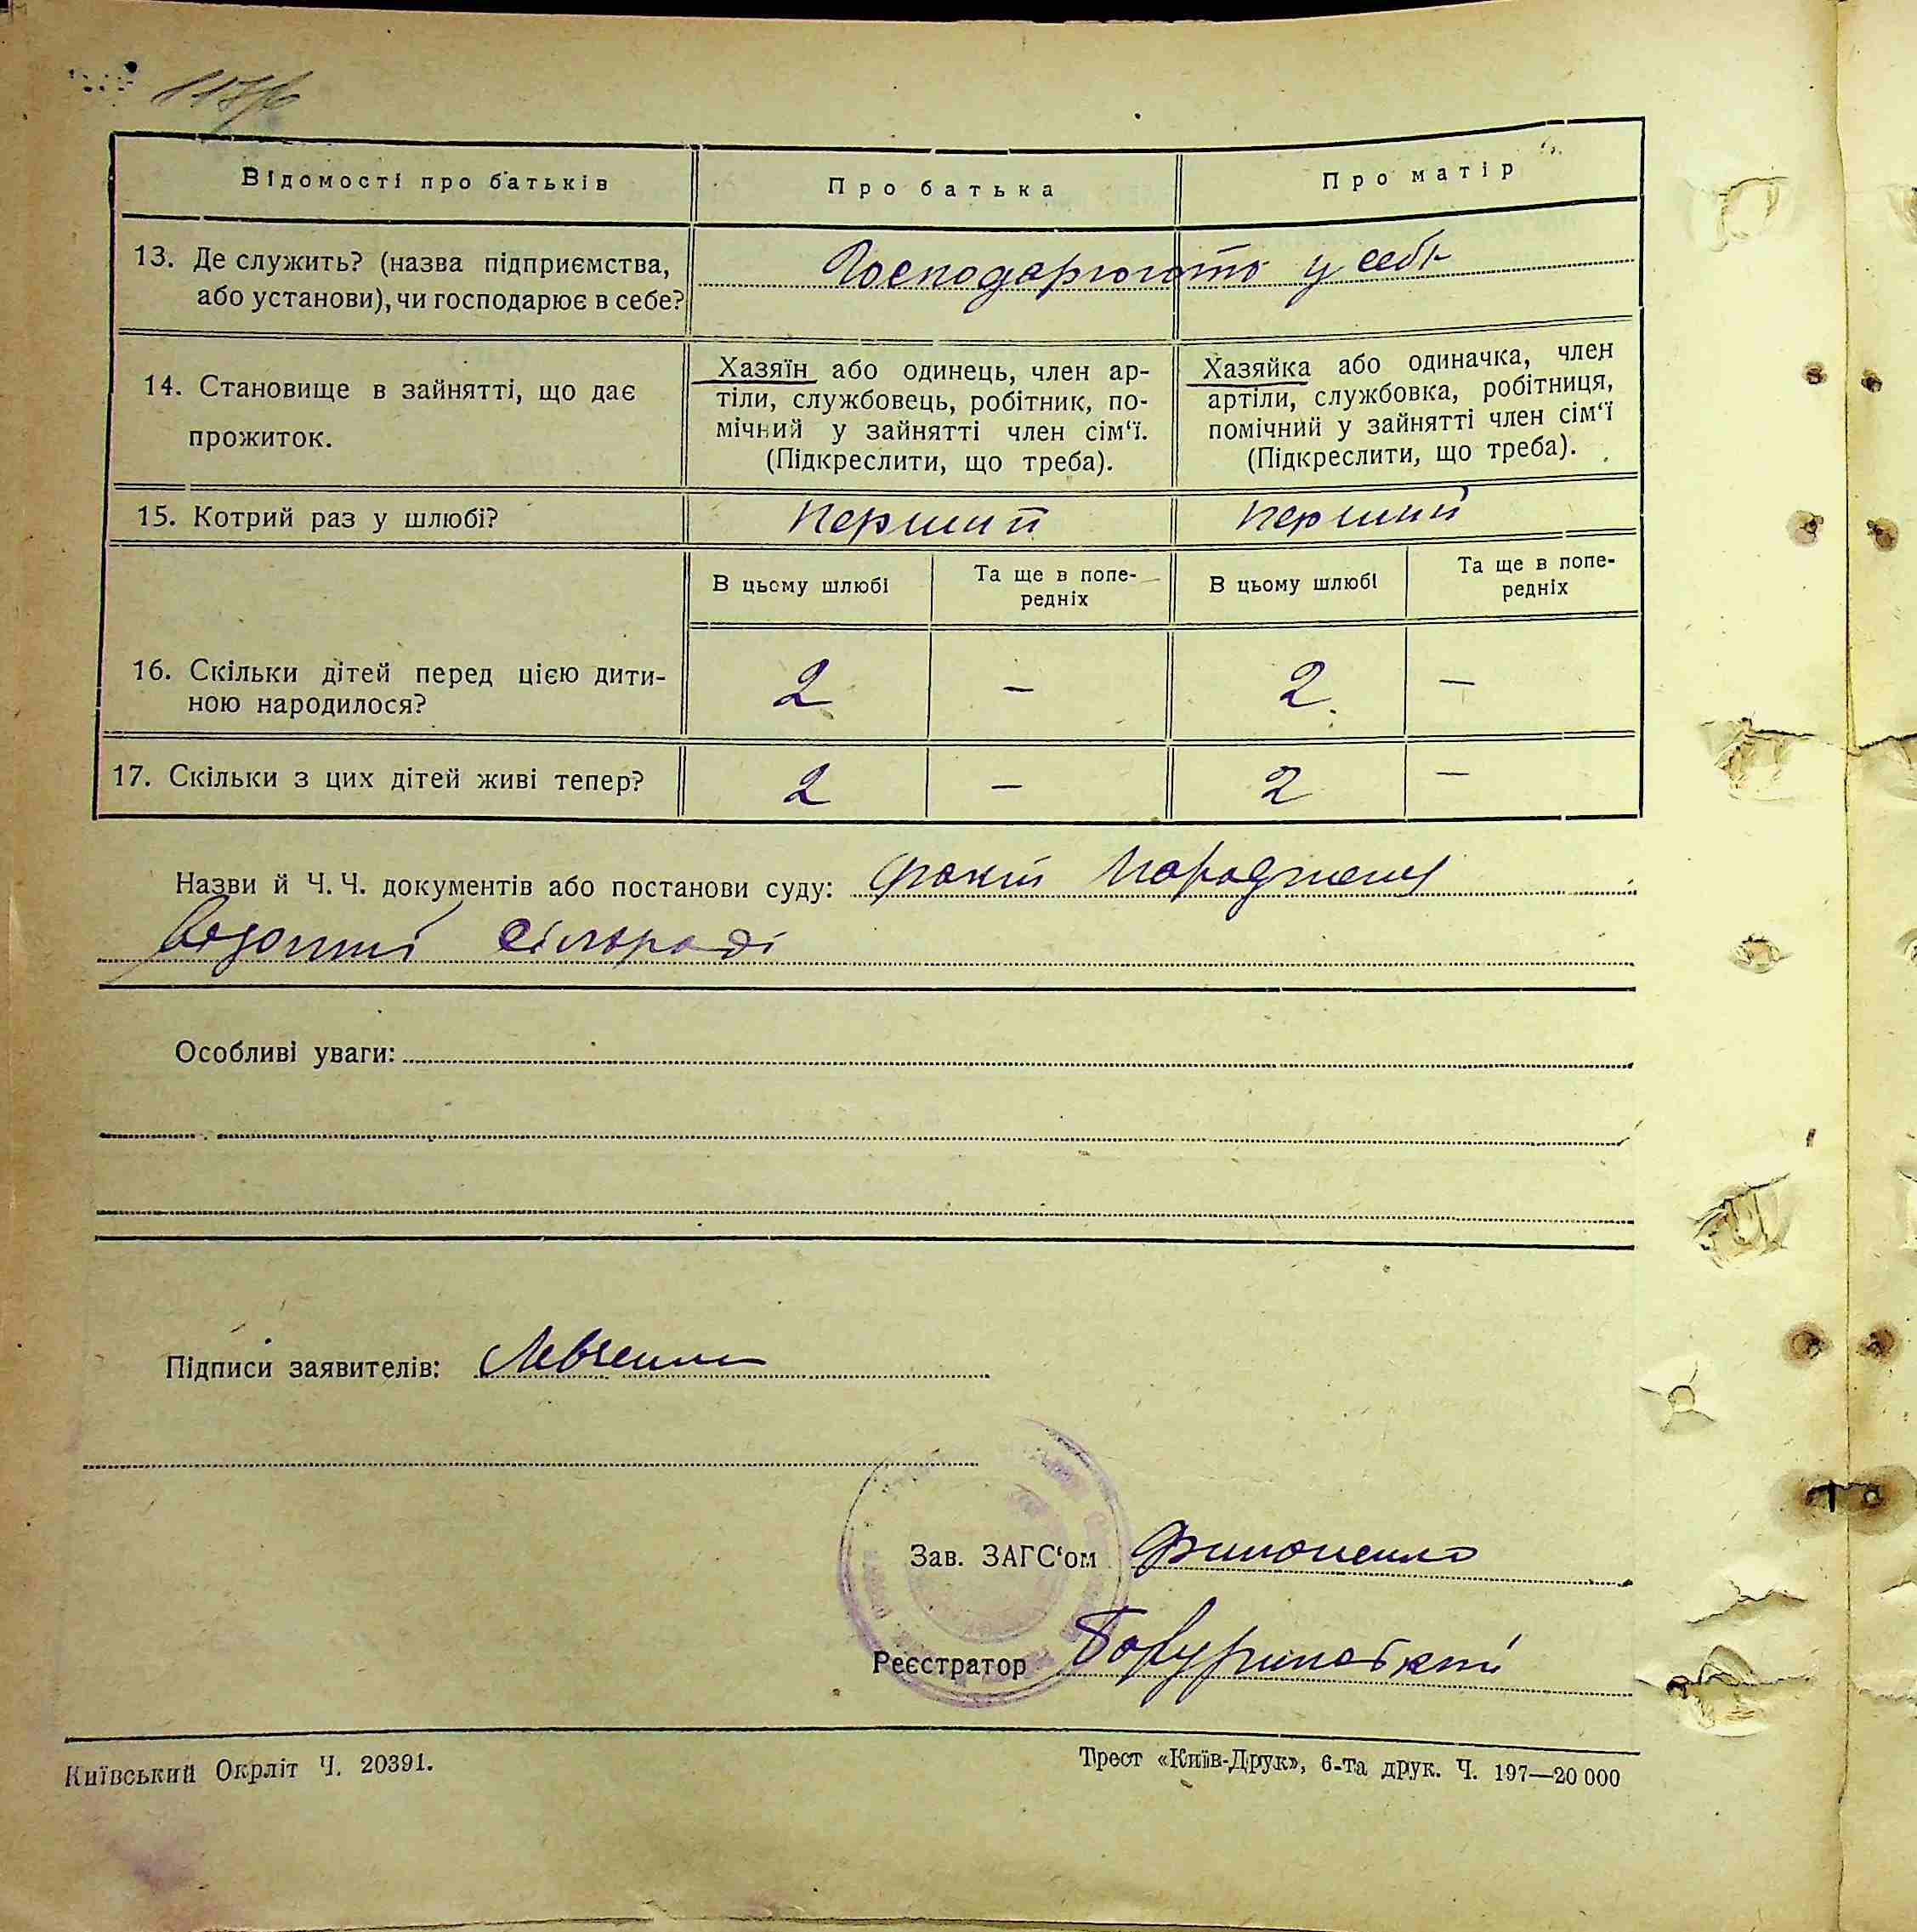 Відомості про батьків
Про батька
Про матір
13. Де служить? (назва підприємства, або установи), чи господарює в себе?
Господарюють у себе
14. Становище в зайнятті, що дає прожиток.
Хазяїн або одинець, член ар-
тіли, службовець, робітник, по-
мічний у зайнятті член сім‘ї.
(Підкреслити, що треба).
Хазяйка або одиначка, член
артіли, службовка, робітниця,
помічний у зайнятті член сім‘ї
(Підкреслити, що треба).
15. Котрий раз у шлюбі?
перший
перший
В цьому шлюбі
Та ще в попе-
редніх
В цьому шлюбі
Та ще в попе-
редніх
16. Скільки дітей перед цією дити-
ною народилося?
2
—
2
—
17. Скільки з цих дітей живі тепер?
2
—
2
—
Назви й Ч. Ч. документів або постанови суду: факт народження
відомий сільраді
Особливі уваги:
Підписи заявителів: Левченко
Зав. ЗАГС‘ом Филоненко
Реєстратор
Київський Окрліт Ч. 20391.
Трест «Київ-Друк», 6-та друк. Ч. 197—20 000